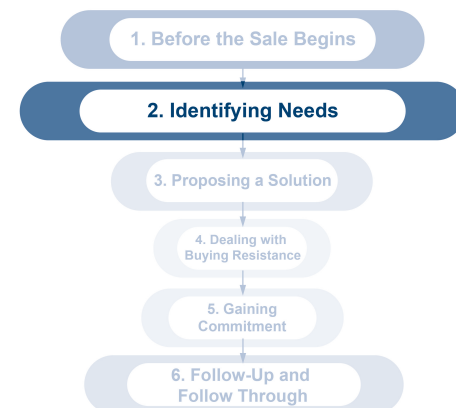 1. Before the Sale Begins
2. Identifying Needs
3. Proposing a Solution
4. Dealing with
Buying Resistance
5. Gaining
Commitment
6. Follow-Up and
Follow Through